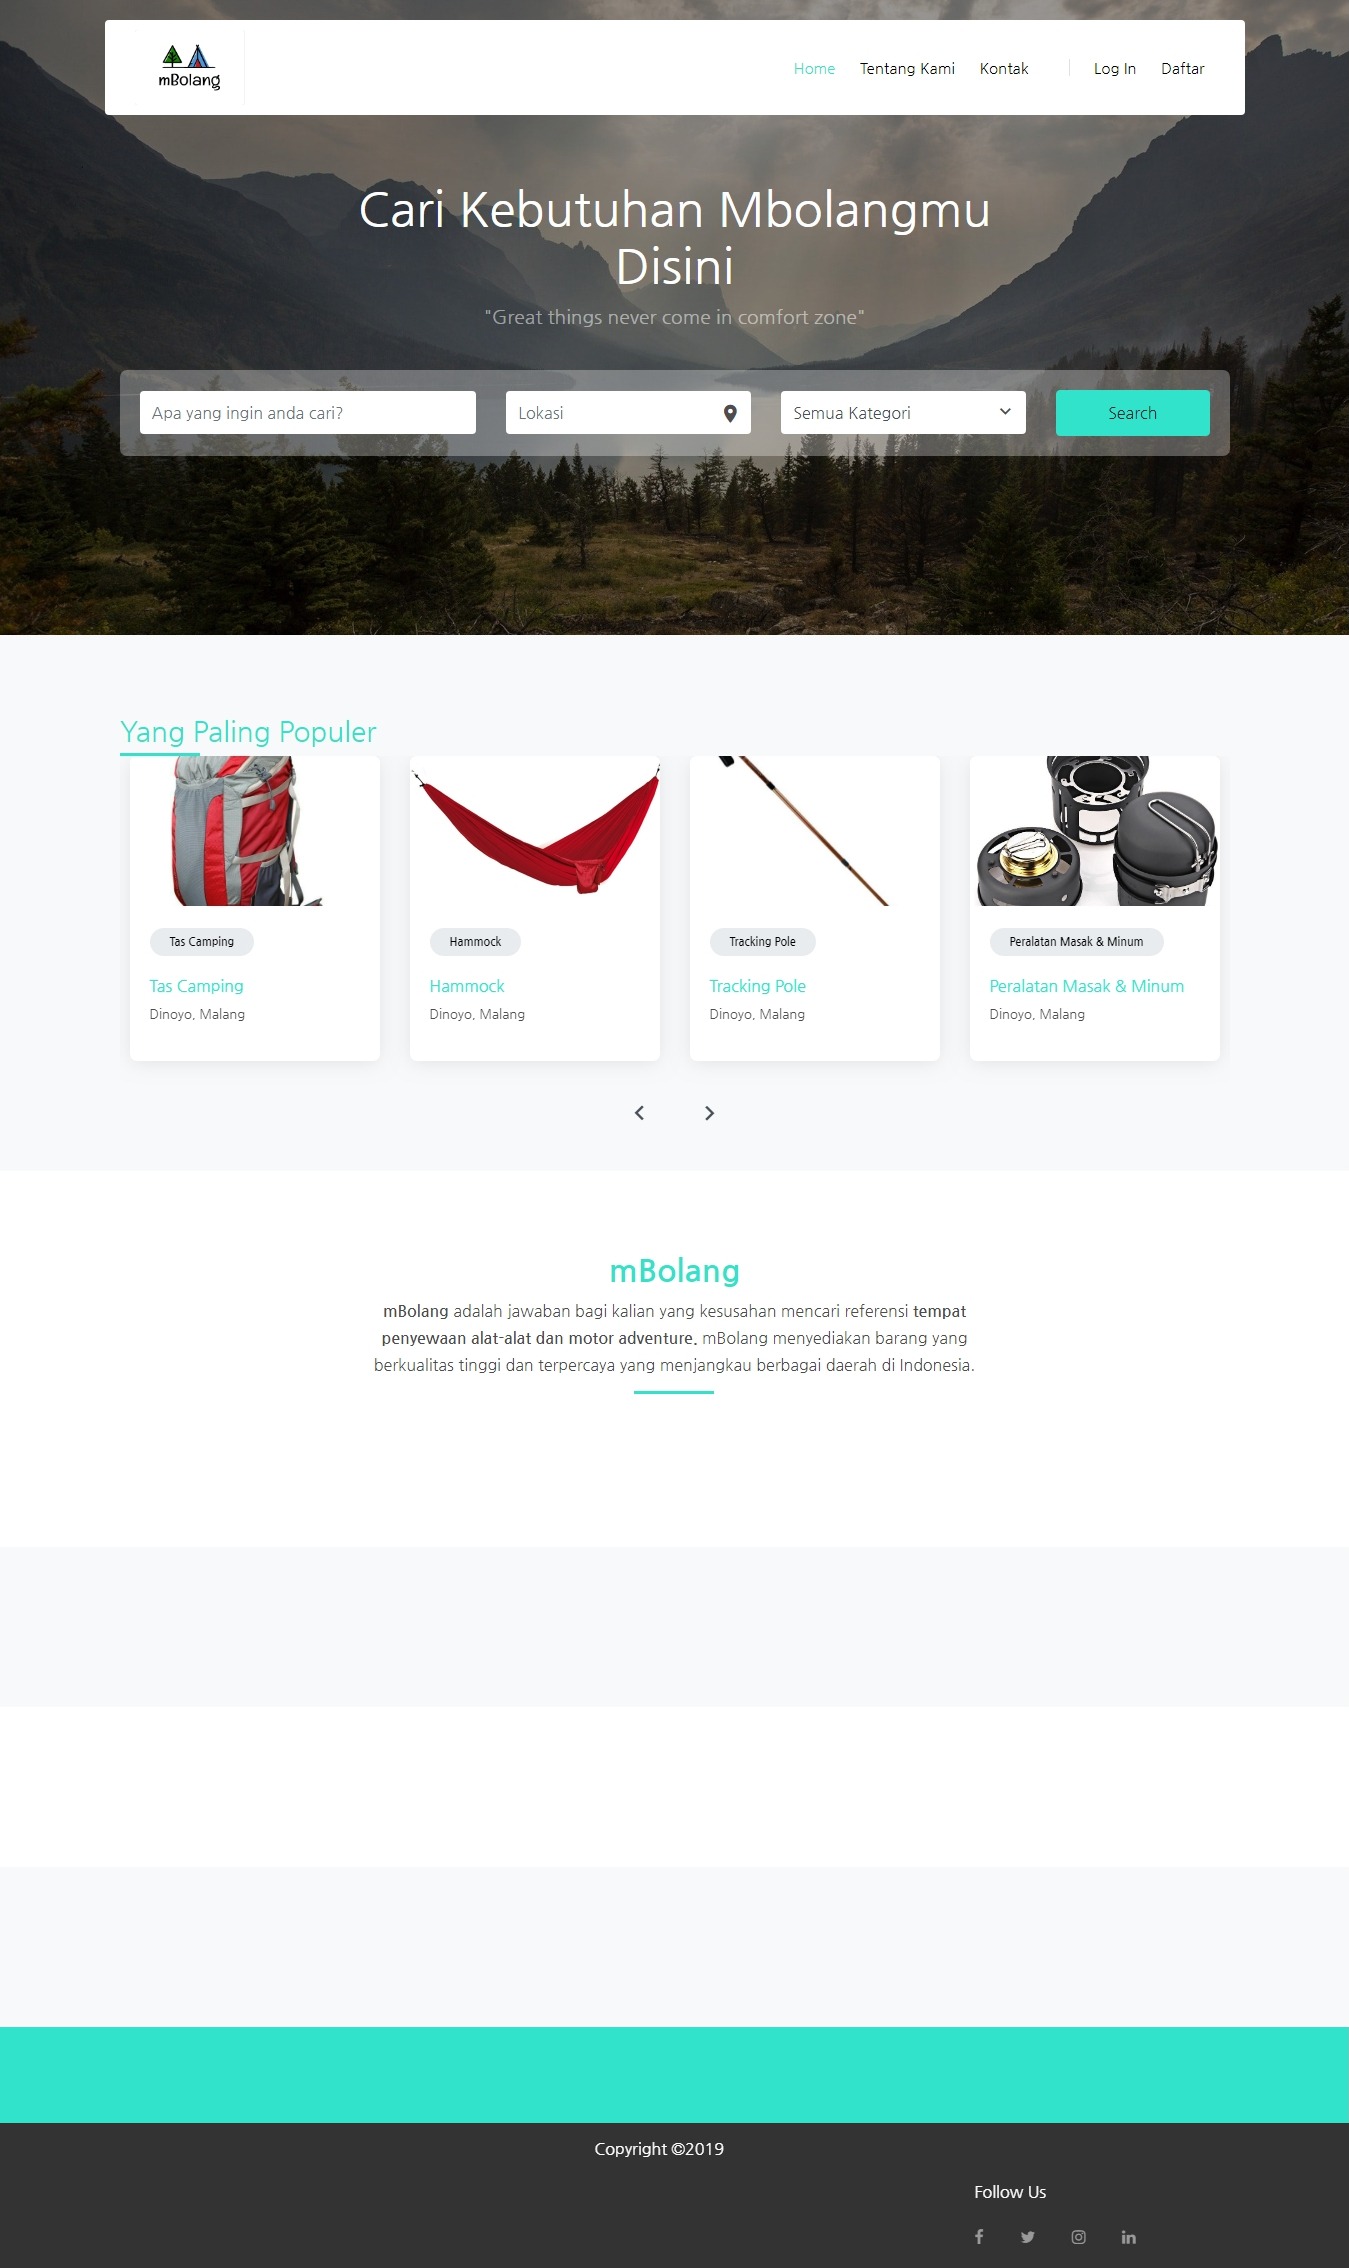 mBolang
Home Tentang Kami Kontak Log In Daftar
Cari Kebutuhan Mbolangmu
Disini
"Great things never come in comfort zone"
Apa yang ingin anda cari? Lokasi Semua Kategori Search
Yang Paling Populer
Tas Camping
Tas Camping
Dinoyo, Malang
Hammock
Hammock
Dinoyo, Malang
Tracking Pole
Tracking Pole
Dinoyo, Malang
Peralatan Masak & Minum
Peralatan Masak & Minum
Dinoyo, Malang
mBolang
mBolang adalah jawaban bagi kalian yang kesusahan mencari referensi tempat
penyewaan alat-alat dan motor adventure. mBolang menyediakan barang yang
berkualitas tinggi dan terpercaya yang menjangkau berbagai daerah di Indonesia.
Copyright ©2019
Follow Us